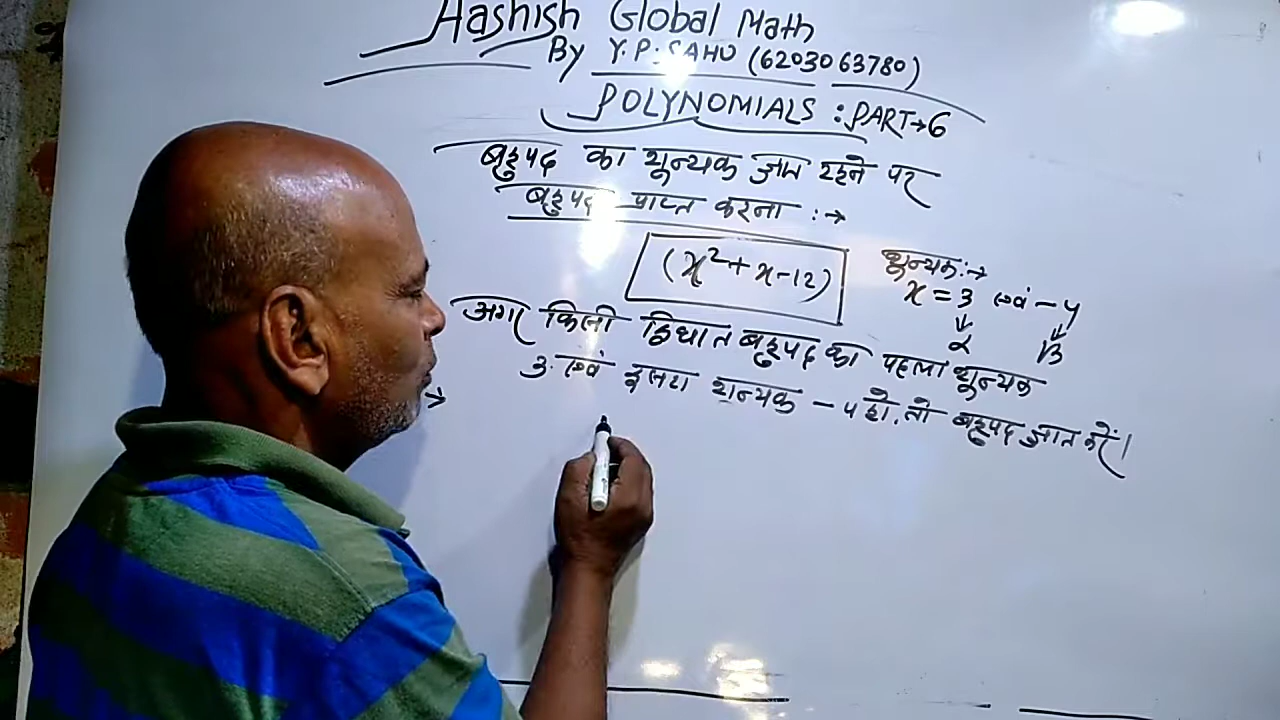 Hashish Global Math
By Y.P. SAHU (6203063780)
POLYNOMIALS : PART→6
बहुपद का शून्यक ज्ञात रहने पर
बहुपद प्राप्त करना :→
(x²+x-12)
शून्यक:→
x = 3 एवं -4
↓ ↓
α β
अगर किसी द्विघात बहुपद का पहला शून्यक
3 एवं दूसरा शून्यक -4 हो, तो बहुपद ज्ञात करें।
→